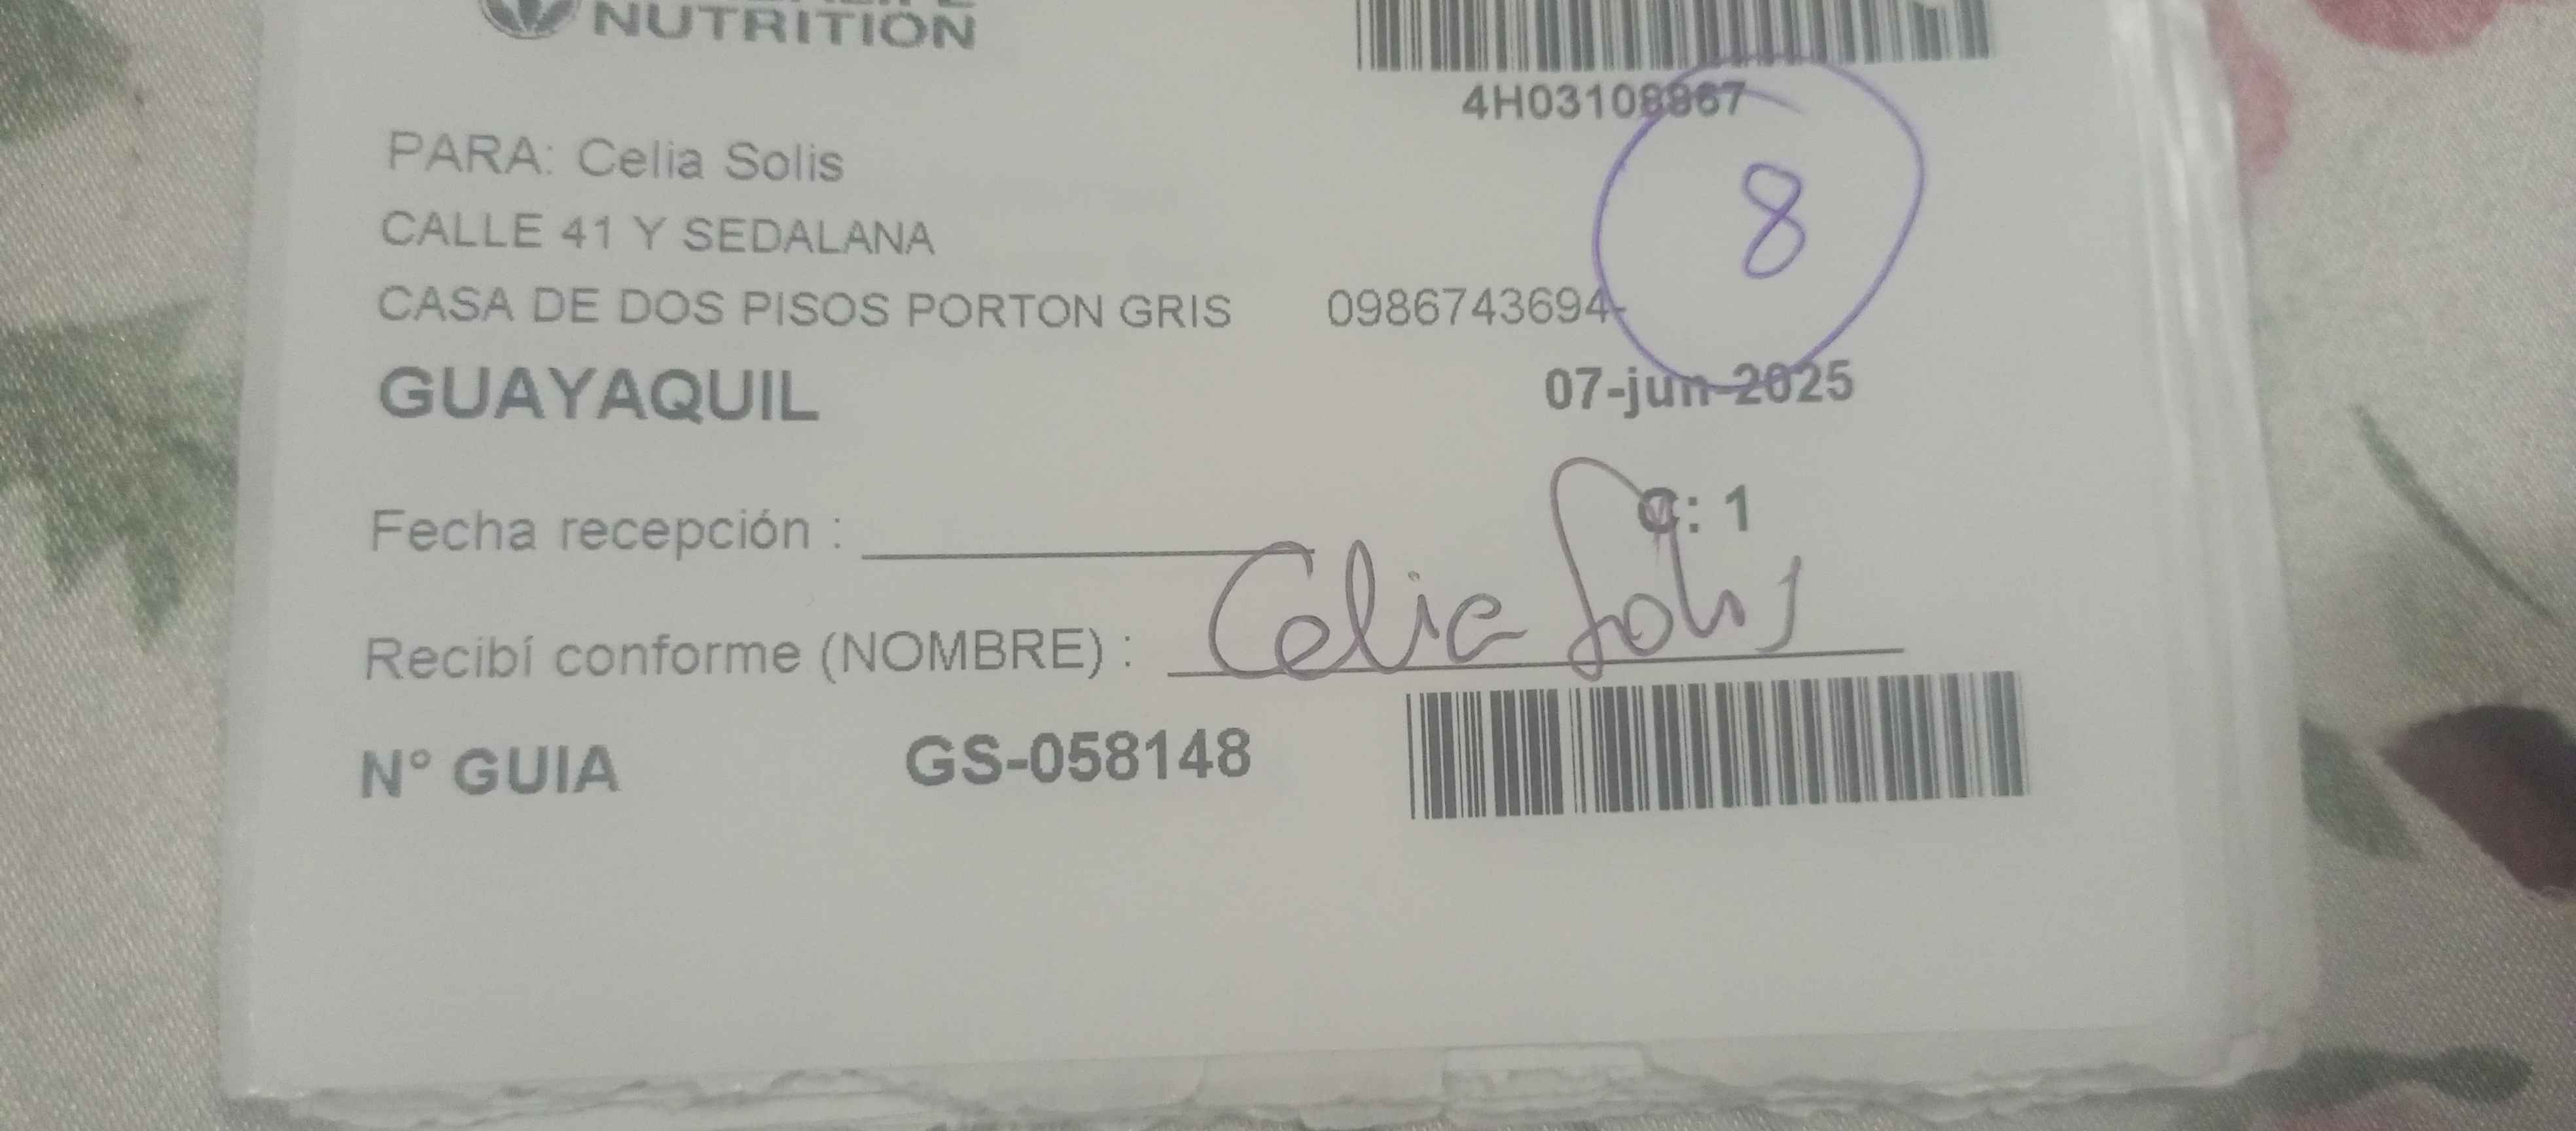 NUTRITION
4H03108867
PARA: Celia Solis
8
CALLE 41 Y SEDALANA
CASA DE DOS PISOS PORTON GRIS 0986743694-
GUAYAQUIL 07-jun-2025
C: 1
Fecha recepción :
Recibí conforme (NOMBRE) : Celia Solis
N° GUIA GS-058148